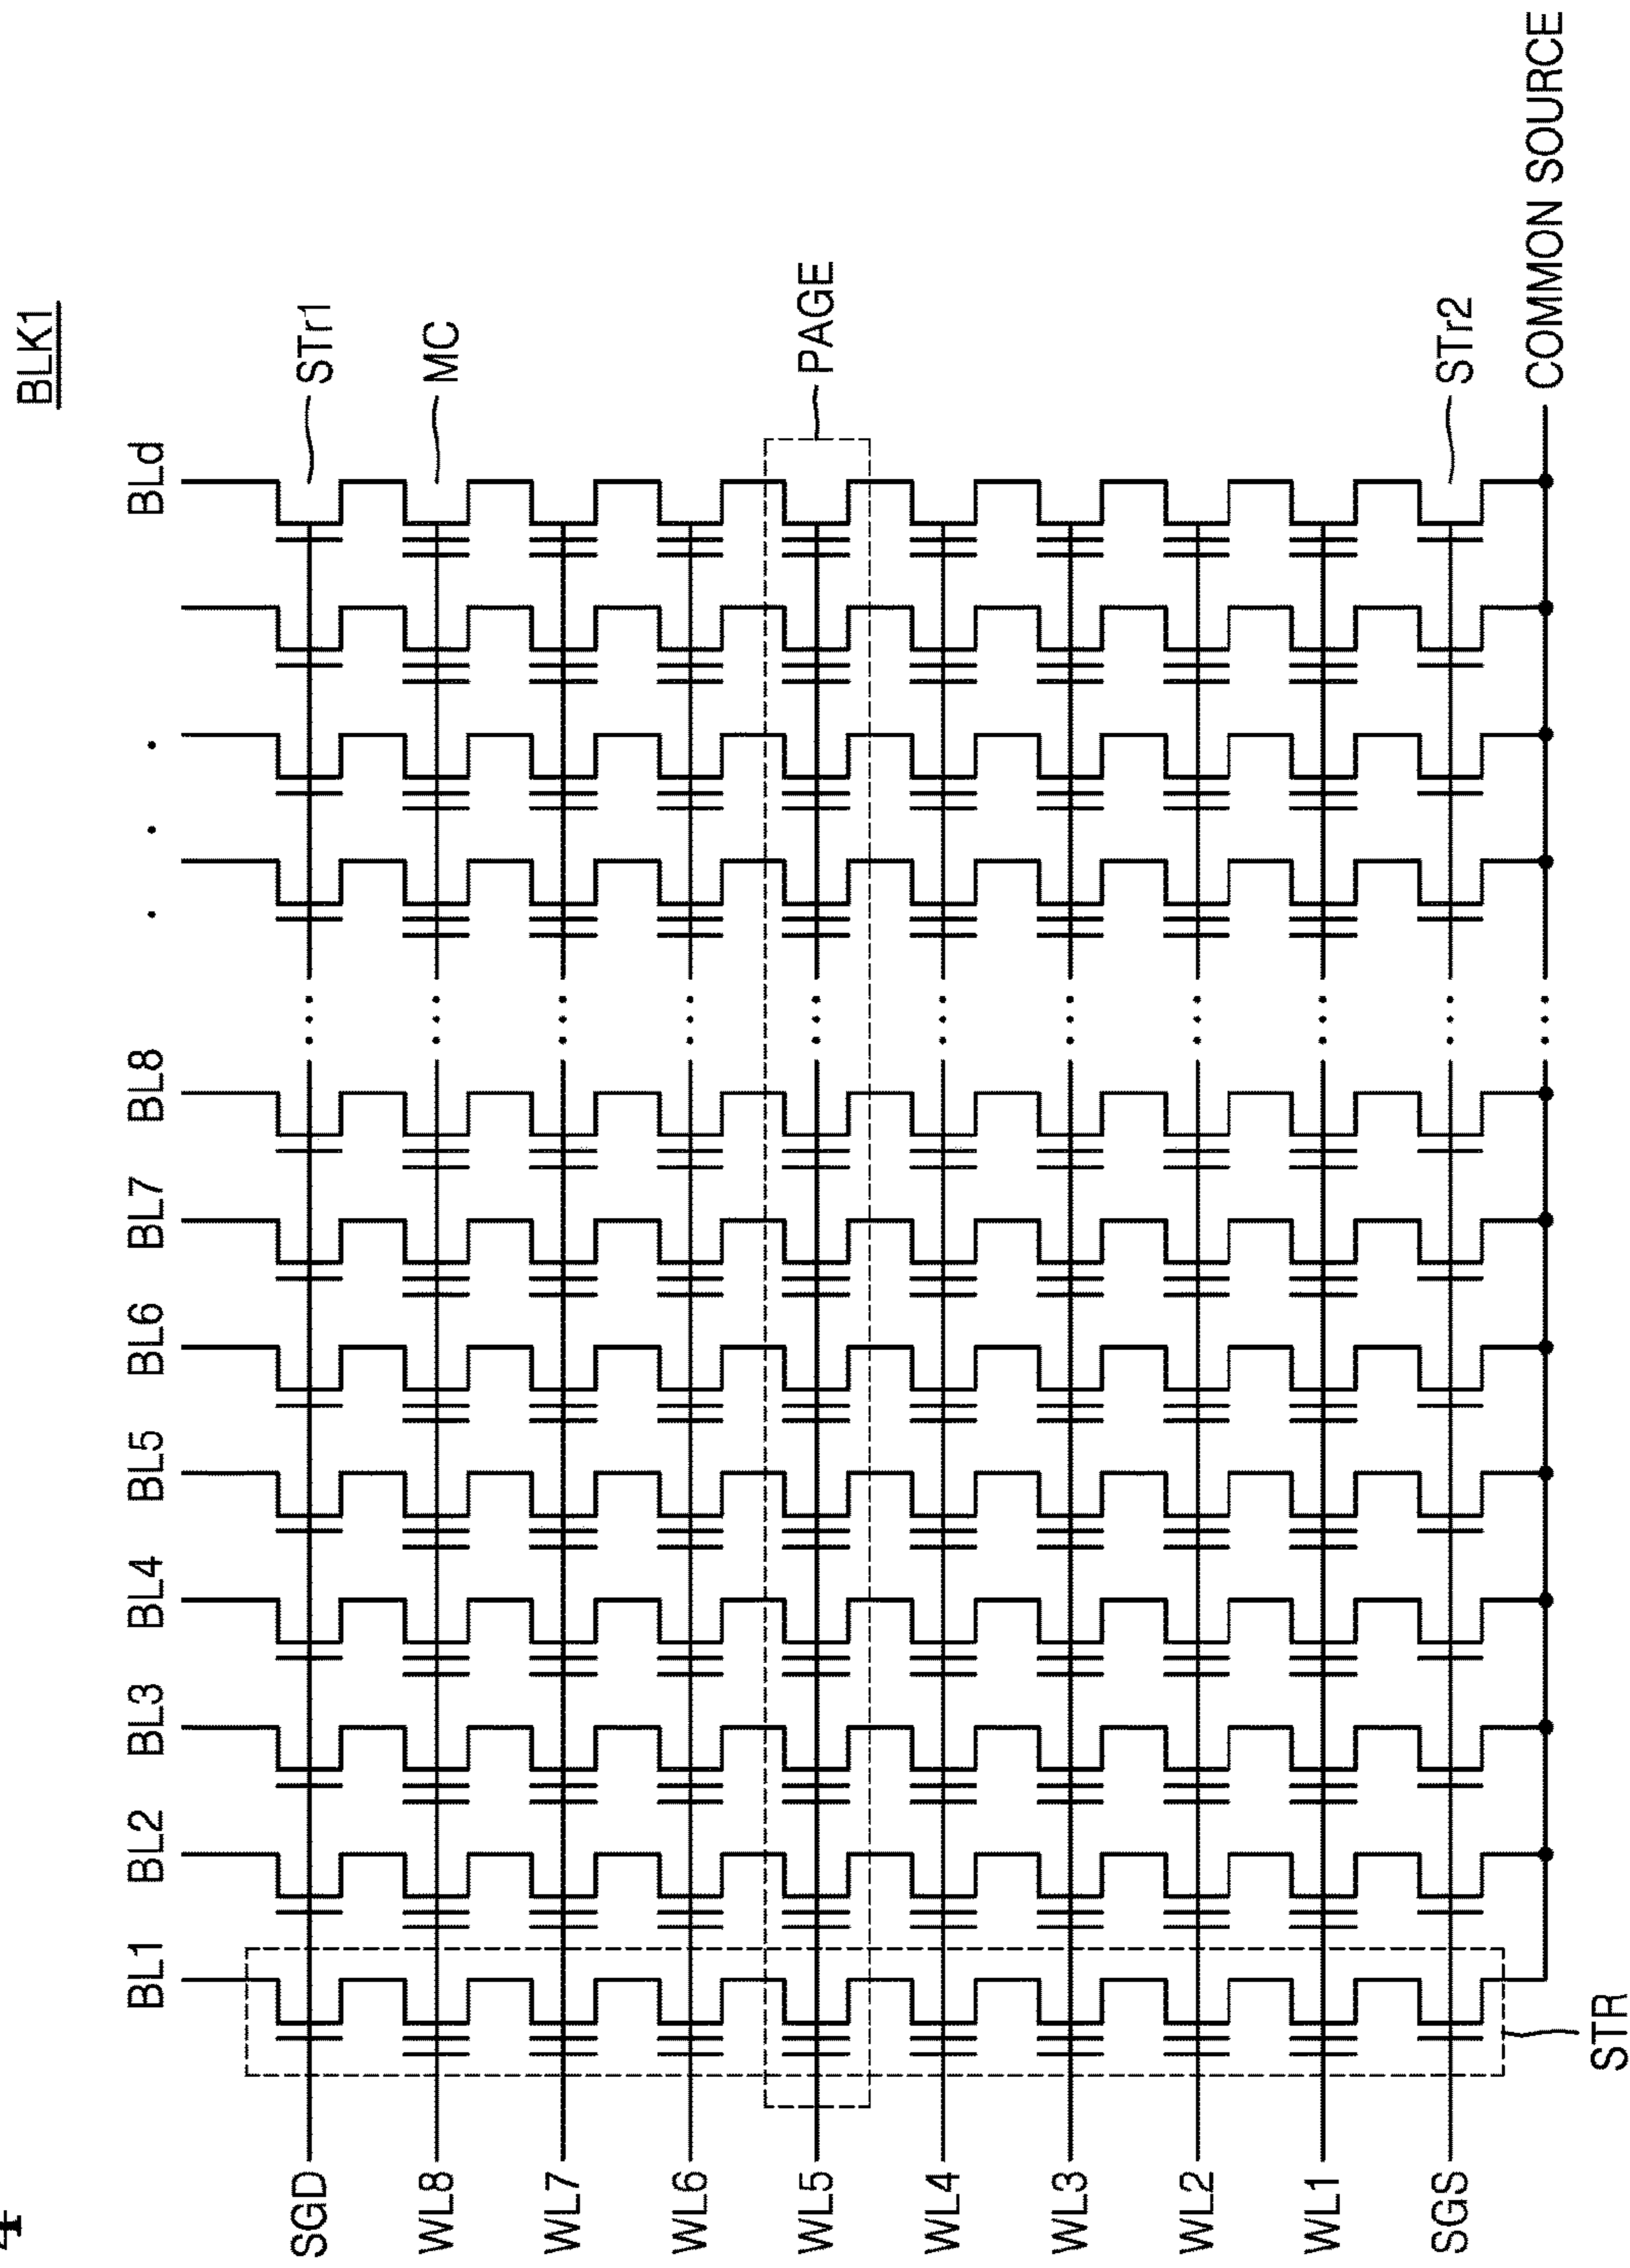 4
BLK1
BL1 BL2 BL3 BL4 BL5 BL6 BL7 BL8 . . . BLd
SGD ... STr1
WL8 ... MC
WL7 ...
WL6 ...
WL5 ... PAGE
WL4 ...
WL3 ...
WL2 ...
WL1 ...
SGS ... STr2
... COMMON SOURCE
STR